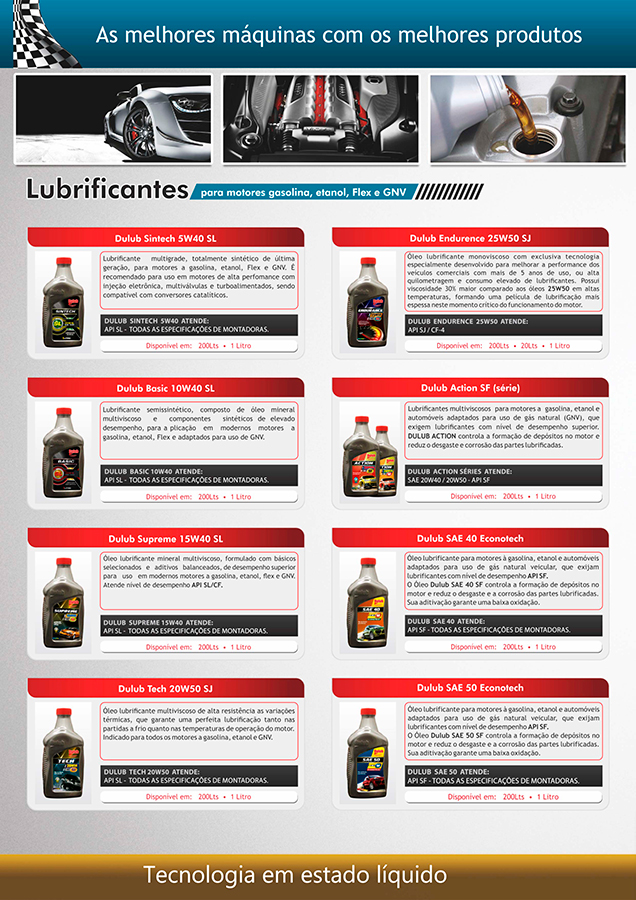 As melhores máquinas com os melhores produtos
Lubrificantes
para motores gasolina, etanol, Flex e GNV
Dulub Sintech 5W40 SL
Lubrificante multigrade, totalmente sintético de última
geração, para motores a gasolina, etanol, Flex e GNV. É
recomendado para uso em motores de alta perfomance com
injeção eletrônica, multiválvulas e turboalimentados, sendo
compatível com conversores cataliticos.
DULUB SINTECH 5W40 ATENDE:
API SL - TODAS AS ESPECIFICAÇÕES DE MONTADORAS.
Disponível em: 200Lts • 1 Litro
Dulub Basic 10W40 SL
Lubrificante semissintético, composto de óleo mineral
multiviscoso e componentes sintéticos de elevado
desempenho, para a plicação em modernos motores a
gasolina, etanol, Flex e adaptados para uso de GNV.
DULUB BASIC 10W40 ATENDE:
API SL - TODAS AS ESPECIFICAÇÕES DE MONTADORAS.
Disponível em: 200Lts • 1 Litro
Dulub Supreme 15W40 SL
Óleo lubrificante mineral multiviscoso, formulado com básicos
selecionados e aditivos balanceados, de desempenho superior
para uso em modernos motores a gasolina, etanol, flex e GNV.
Atende nível de desempenho API SL/CF.
DULUB SUPREME 15W40 ATENDE:
API SL - TODAS AS ESPECIFICAÇÕES DE MONTADORAS.
Disponível em: 200Lts • 1 Litro
Dulub Tech 20W50 SJ
Óleo lubrificante multiviscoso de alta resistência as variações
térmicas, que garante uma perfeita lubrificação tanto nas
partidas a frio quanto nas temperaturas de operação do motor.
Indicado para todos os motores a gasolina, etanol e GNV.
DULUB TECH 20W50 ATENDE:
API SL - TODAS AS ESPECIFICAÇÕES DE MONTADORAS.
Disponível em: 200Lts • 1 Litro
Dulub Endurence 25W50 SJ
Óleo lubrificante monoviscoso com exclusiva tecnologia
especialmente desenvolvido para melhorar a performance dos
veículos comerciais com mais de 5 anos de uso, ou alta
quilometragem e consumo elevado de lubrificantes. Possui
viscosidade 30% maior comparado aos óleos 25W50 em altas
temperaturas, formando uma película de lubrificação mais
espessa neste momento crítico do funcionamento do motor.
DULUB ENDURENCE 25W50 ATENDE:
API SJ / CF-4
Disponível em: 200Lts • 20Lts • 1 Litro
Dulub Action SF (série)
Lubrificantes multiviscosos para motores a gasolina, etanol e
automóveis adaptados para uso de gás natural (GNV), que
exigem lubrificantes com nível de desempenho superior.
DULUB ACTION controla a formação de depósitos no motor e
reduz o desgaste e corrosão das partes lubrificadas.
DULUB ACTION SÉRIES ATENDE:
SAE 20W40 / 20W50 - API SF
Disponível em: 200Lts • 1 Litro
Dulub SAE 40 Econotech
Óleo lubrificante para motores à gasolina, etanol e automóveis
adaptados para uso de gás natural veicular, que exijam
lubrificantes com nível de desempenho API SF.
O Óleo Dulub SAE 40 SF controla a formação de depósitos no
motor e reduz o desgaste e a corrosão das partes lubrificadas.
Sua aditivação garante uma baixa oxidação.
DULUB SAE 40 ATENDE:
API SF - TODAS AS ESPECIFICAÇÕES DE MONTADORAS.
Disponível em: 200Lts • 1 Litro
Dulub SAE 50 Econotech
Óleo lubrificante para motores à gasolina, etanol e automóveis
adaptados para uso de gás natural veicular, que exijam
lubrificantes com nível de desempenho API SF.
O Óleo Dulub SAE 50 SF controla a formação de depósitos no
motor e reduz o desgaste e a corrosão das partes lubrificadas.
Sua aditivação garante uma baixa oxidação.
DULUB SAE 50 ATENDE:
API SF - TODAS AS ESPECIFICAÇÕES DE MONTADORAS.
Disponível em: 200Lts • 1 Litro
SINTECH
BASIC
SUPREME
TECH
ACTION
SAE 40
SAE 50
Tecnologia em estado líquido